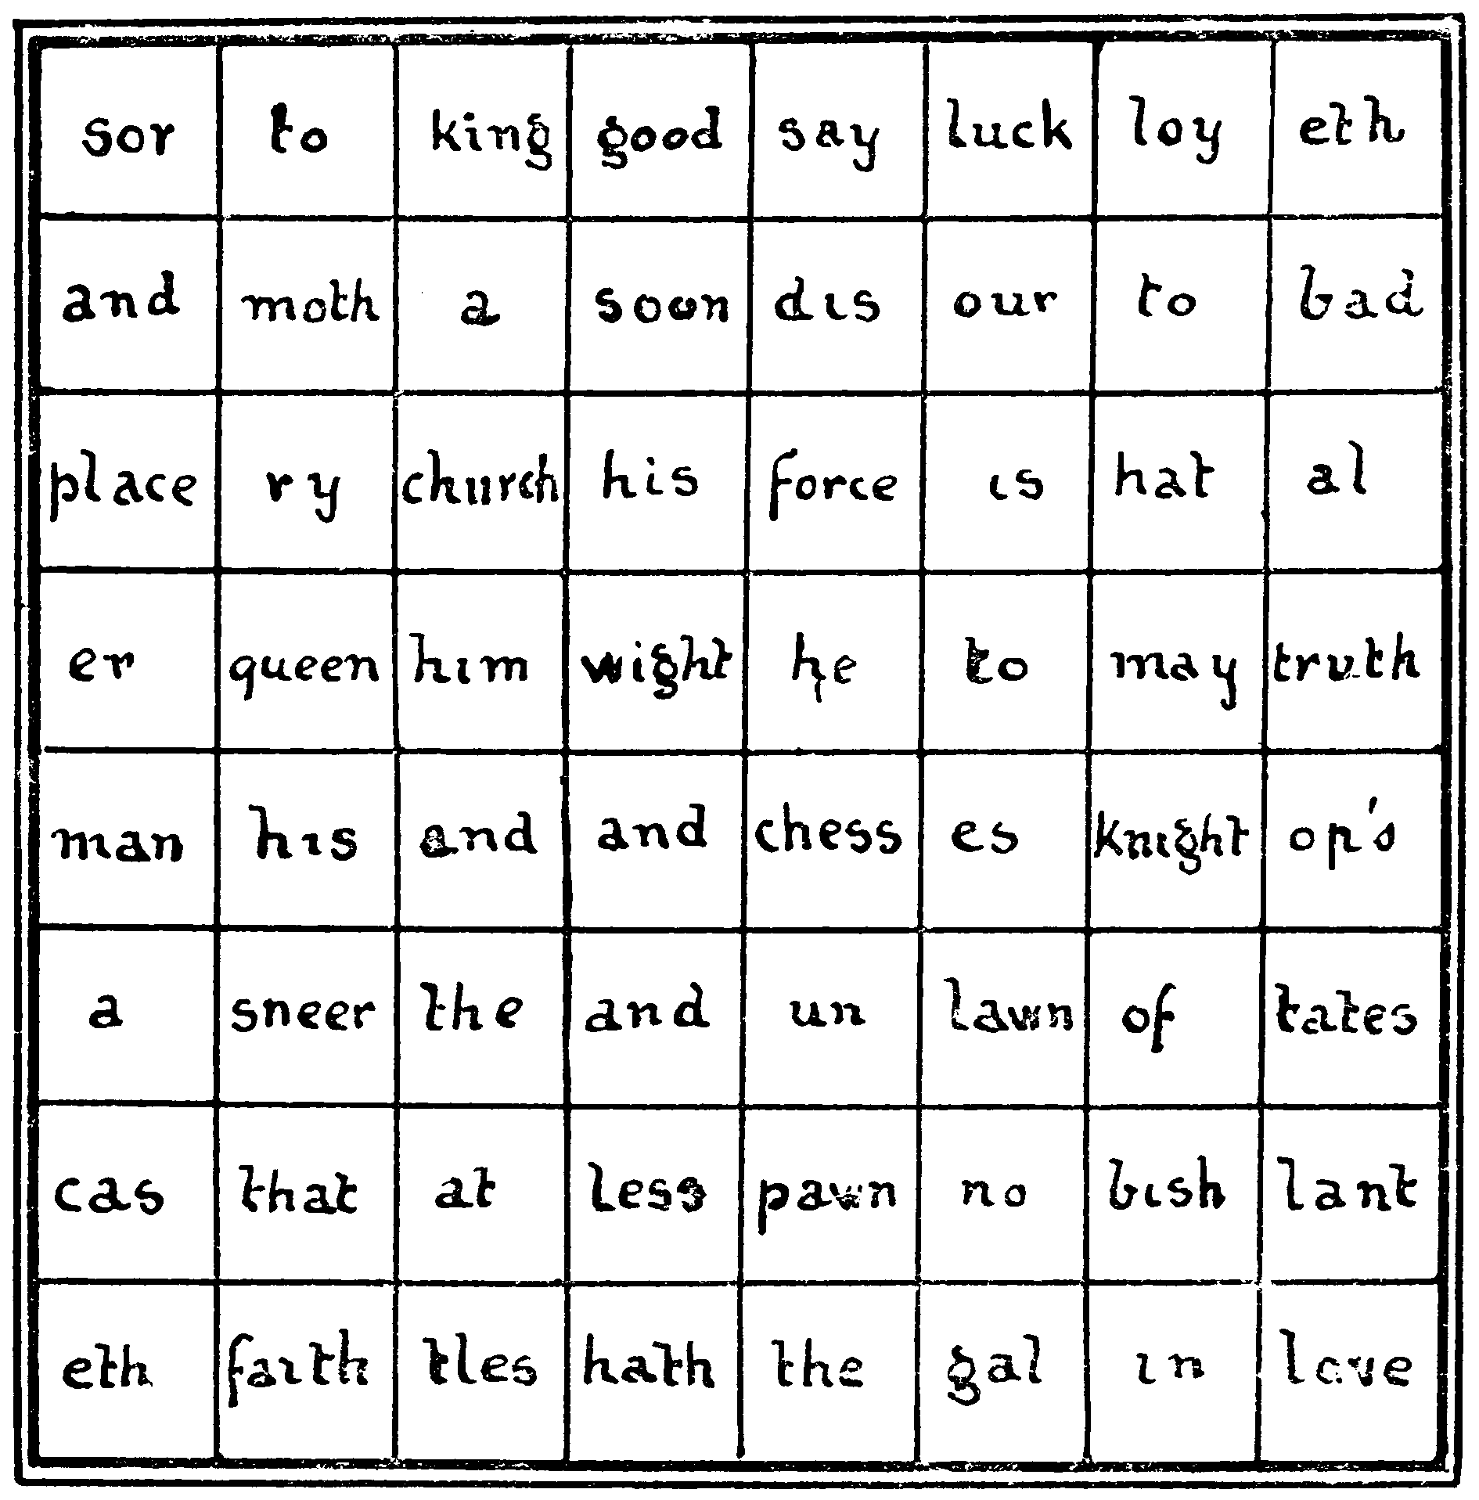 sor to king good say luck loy eth
and moth a soon dis our to bad
place ry church his force is hat al
er queen him wight he to may truth
man his and and chess es knight op's
a sneer the and un lawn of tates
cas that at less pawn no bish lant
eth faith tles hath the gal in love